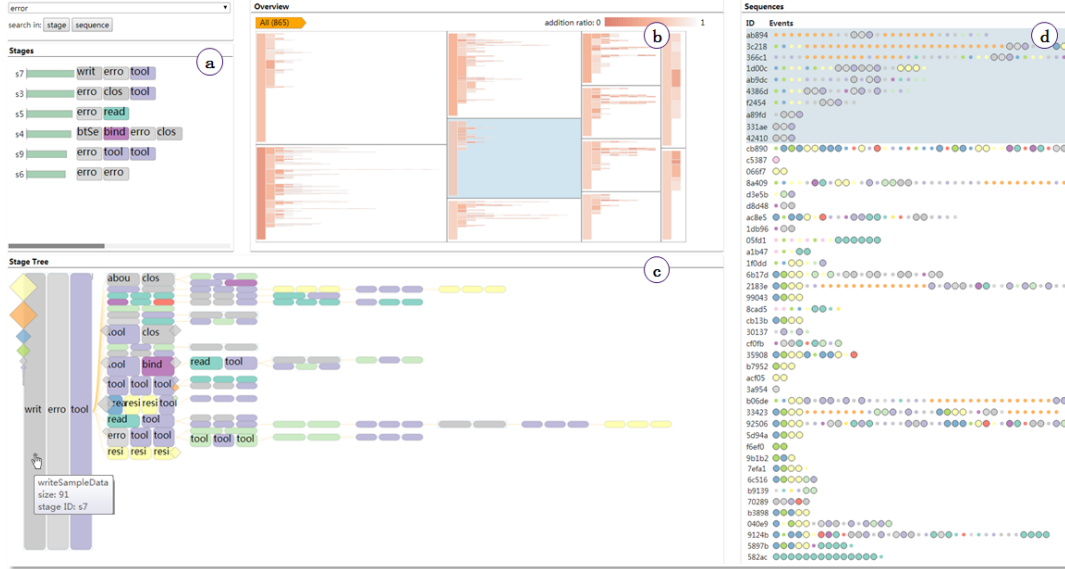 error
search in: stage sequence
Stages
a
s7 writ erro tool
s3 erro clos tool
s5 erro read
s4 btSe bind erro clos
s9 erro tool tool
s6 erro erro
Overview
All (865)
addition ratio: 0 1
b
Stage Tree
c
abou clos
tool clos
tool bind read tool
tool tool tool
resi resi tool
writ erro tool
read tool
erro tool tool tool tool tool
resi resi resi
writeSampleData
size: 91
stage ID: s7
Sequences
ID Events
d
ab894
3c218
366c1
1d00c
ab9dc
4386d
f2454
a89fd
331ae
42410
cb890
c5387
066f7
8a409
d3e5b
d8d48
ac8e5
1db96
05fd1
a1b47
1f0dd
6b17d
2183e
99043
8cad5
cb13b
30137
cf0fb
35908
b7952
acf05
3a954
b06de
33423
92506
5d94a
f6ef0
9b1b2
7efa1
6c516
b9139
70289
b3898
040e9
9124b
5897b
582ac